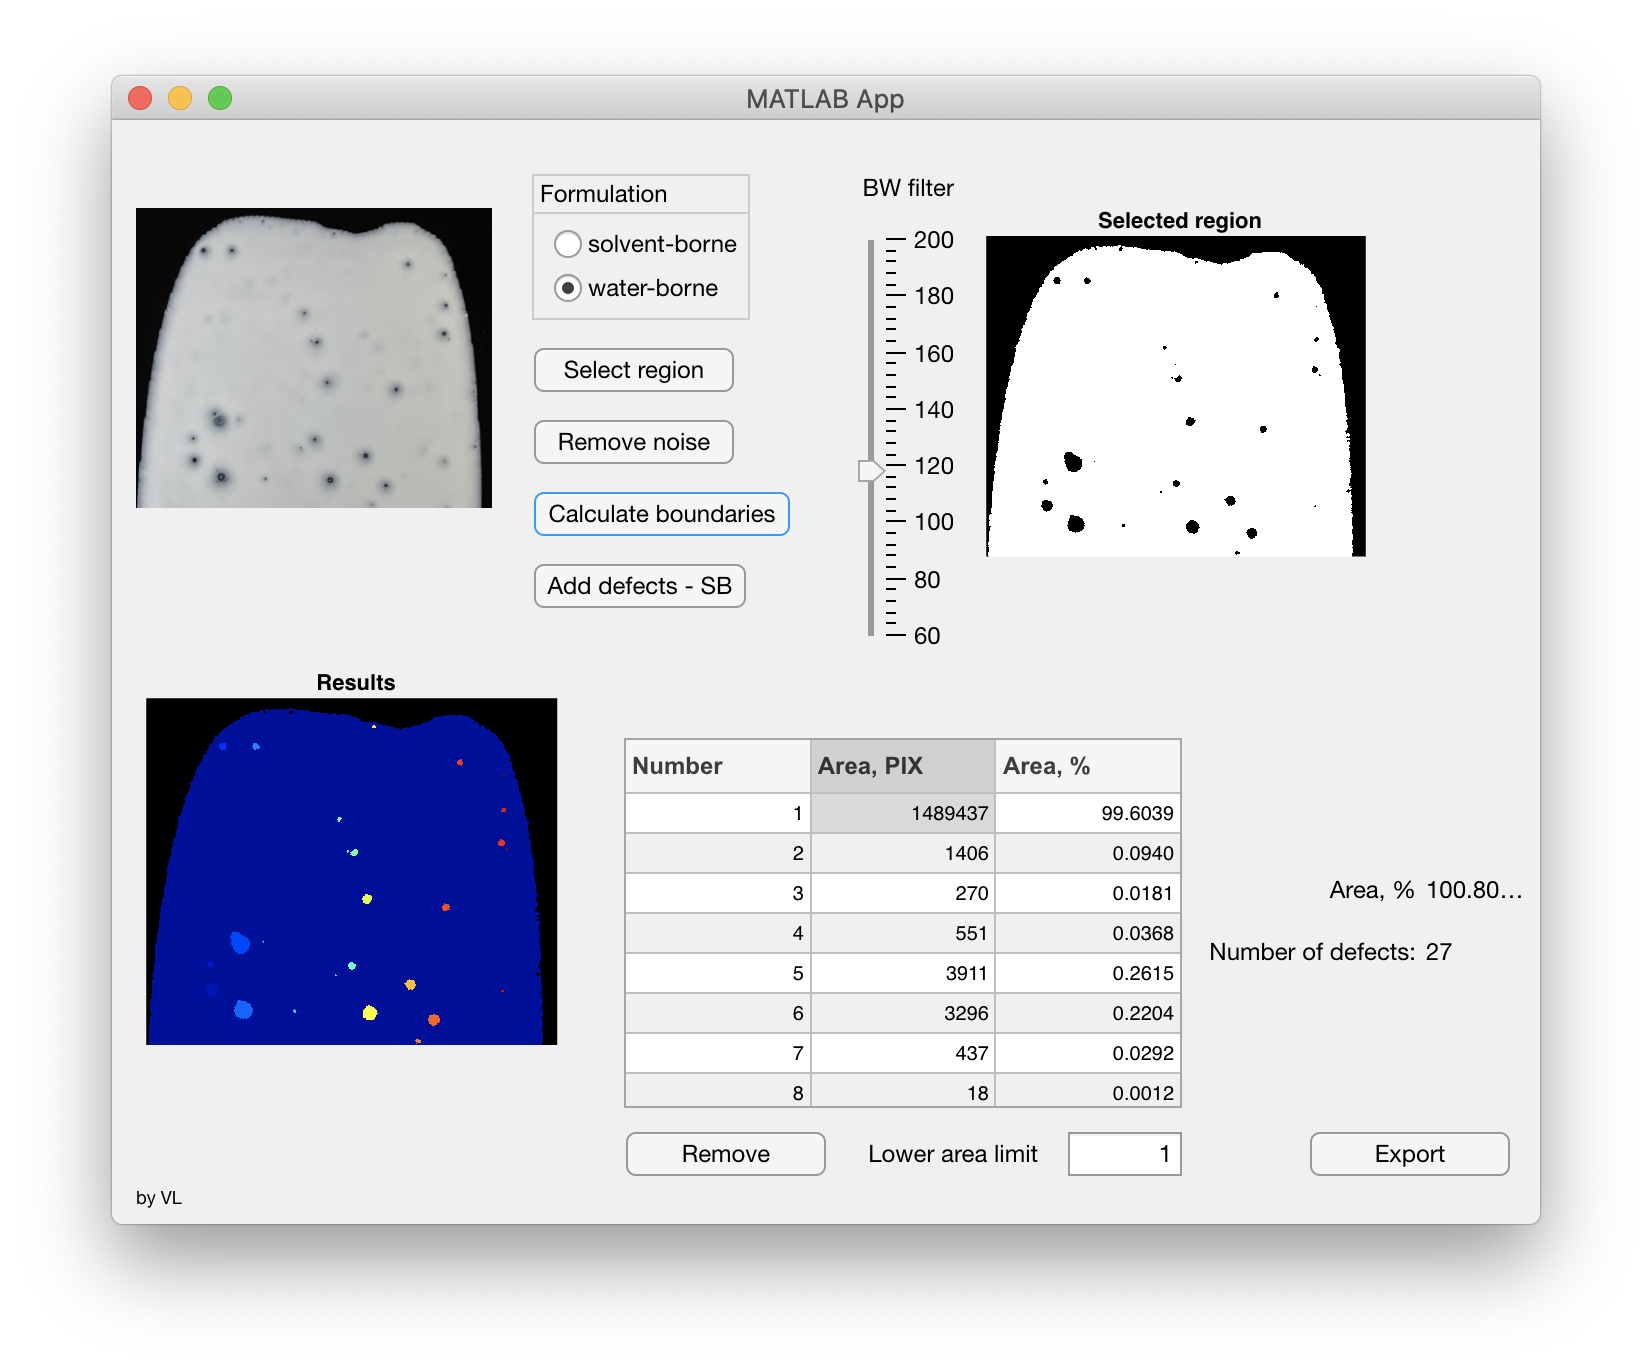 MATLAB App
Formulation
solvent-borne
water-borne
Select region
Remove noise
Calculate boundaries
Add defects - SB
BW filter
200
180
160
140
120
100
80
60
Selected region
Results
Number Area, PIX Area, %
1 1489437 99.6039
2 1406 0.0940
3 270 0.0181
4 551 0.0368
5 3911 0.2615
6 3296 0.2204
7 437 0.0292
8 18 0.0012
Area, % 100.80...
Number of defects: 27
Remove
Lower area limit 1
Export
by VL